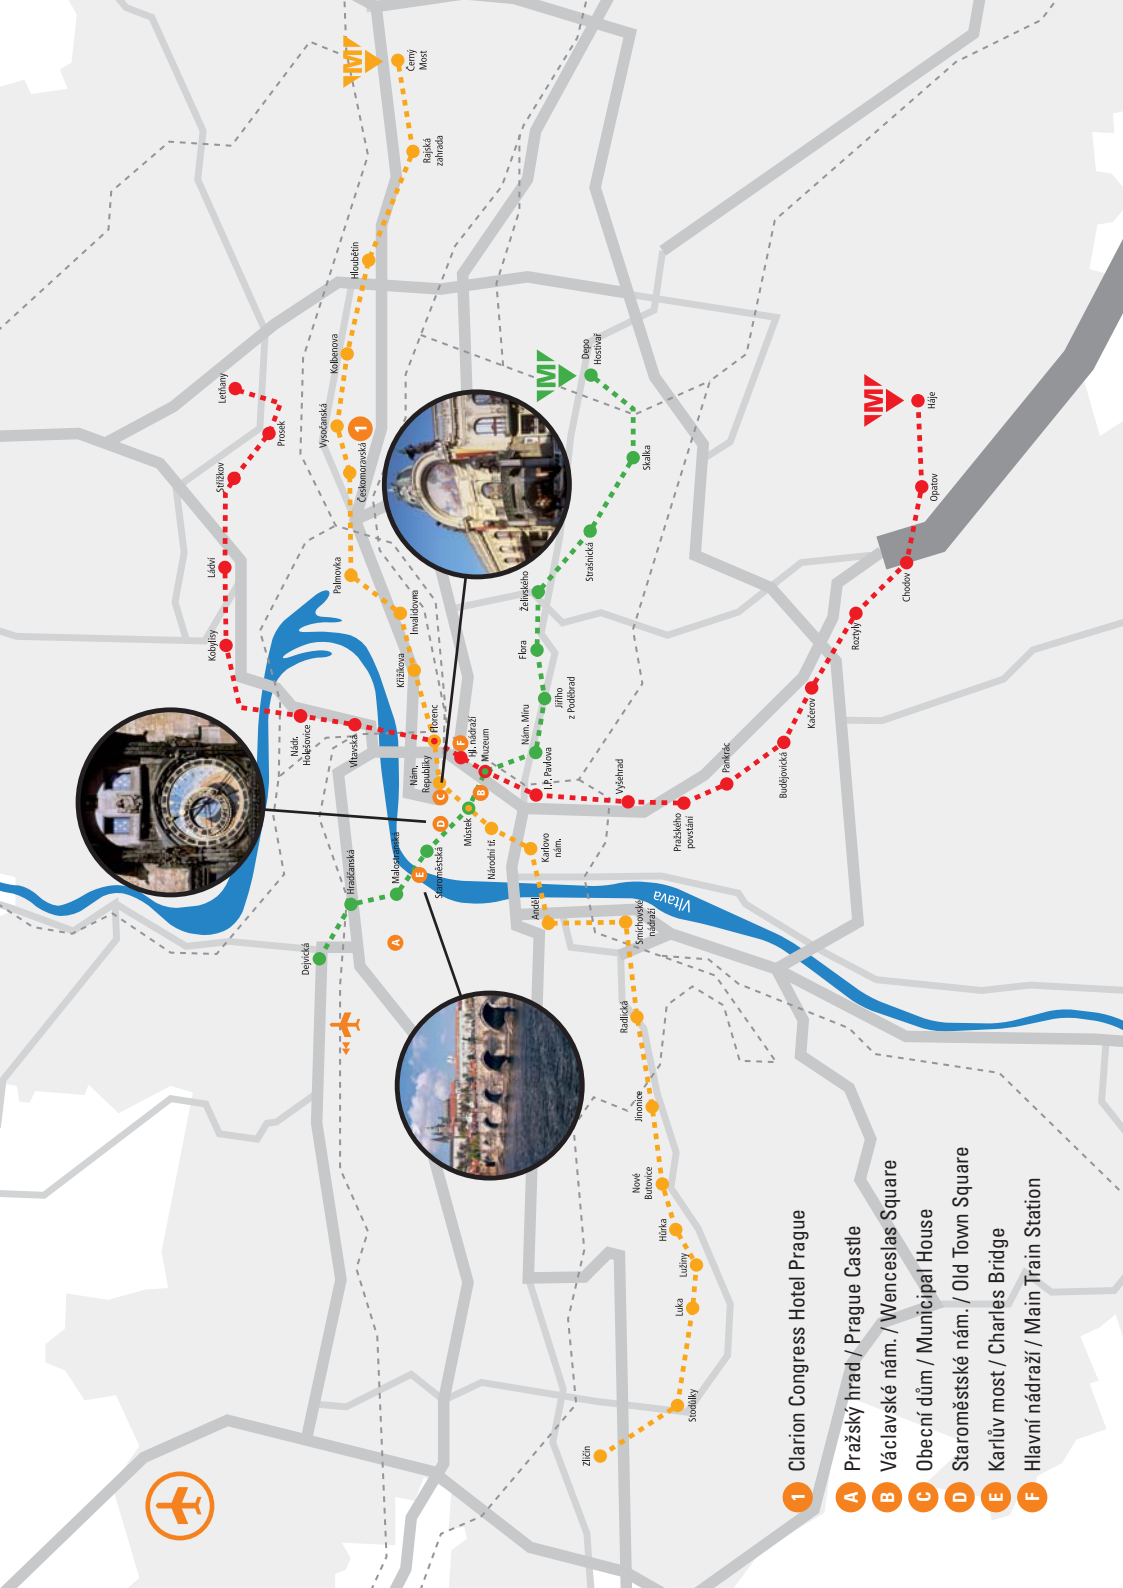 Letňany
Prosek
Střížkov
Ládví
Kobylisy
Nádr.
Holešovice
Vltavská
Florenc
Hl. nádraží
Muzeum
I.P. Pavlova
Vyšehrad
Pražského
povstání
Pankrác
Budějovická
Kačerov
Roztyly
Chodov
Opatov
Háje
M
Černý
Most
Rajská
zahrada
Hloubětín
Kolbenova
Vysočanská
Českomoravská
1
Palmovka
Invalidovna
Křižíkova
Nám.
Republiky
Můstek
Národní tř.
Karlovo
nám.
Anděl
Smíchovské
nádraží
Radlická
Jinonice
Nové
Butovice
Hůrka
Lužiny
Luka
Stodůlky
Zličín
M
Dejvická
Hradčanská
Malostranská
Staroměstská
Nám. Míru
Jiřího
z Poděbrad
Flora
Želivského
Strašnická
Skalka
Depo
Hostivař
M
A
B
C
D
E
F
Vltava
1 Clarion Congress Hotel Prague
A Pražský hrad / Prague Castle
B Václavské nám. / Wenceslas Square
C Obecní dům / Municipal House
D Staroměstské nám. / Old Town Square
E Karlův most / Charles Bridge
F Hlavní nádraží / Main Train Station